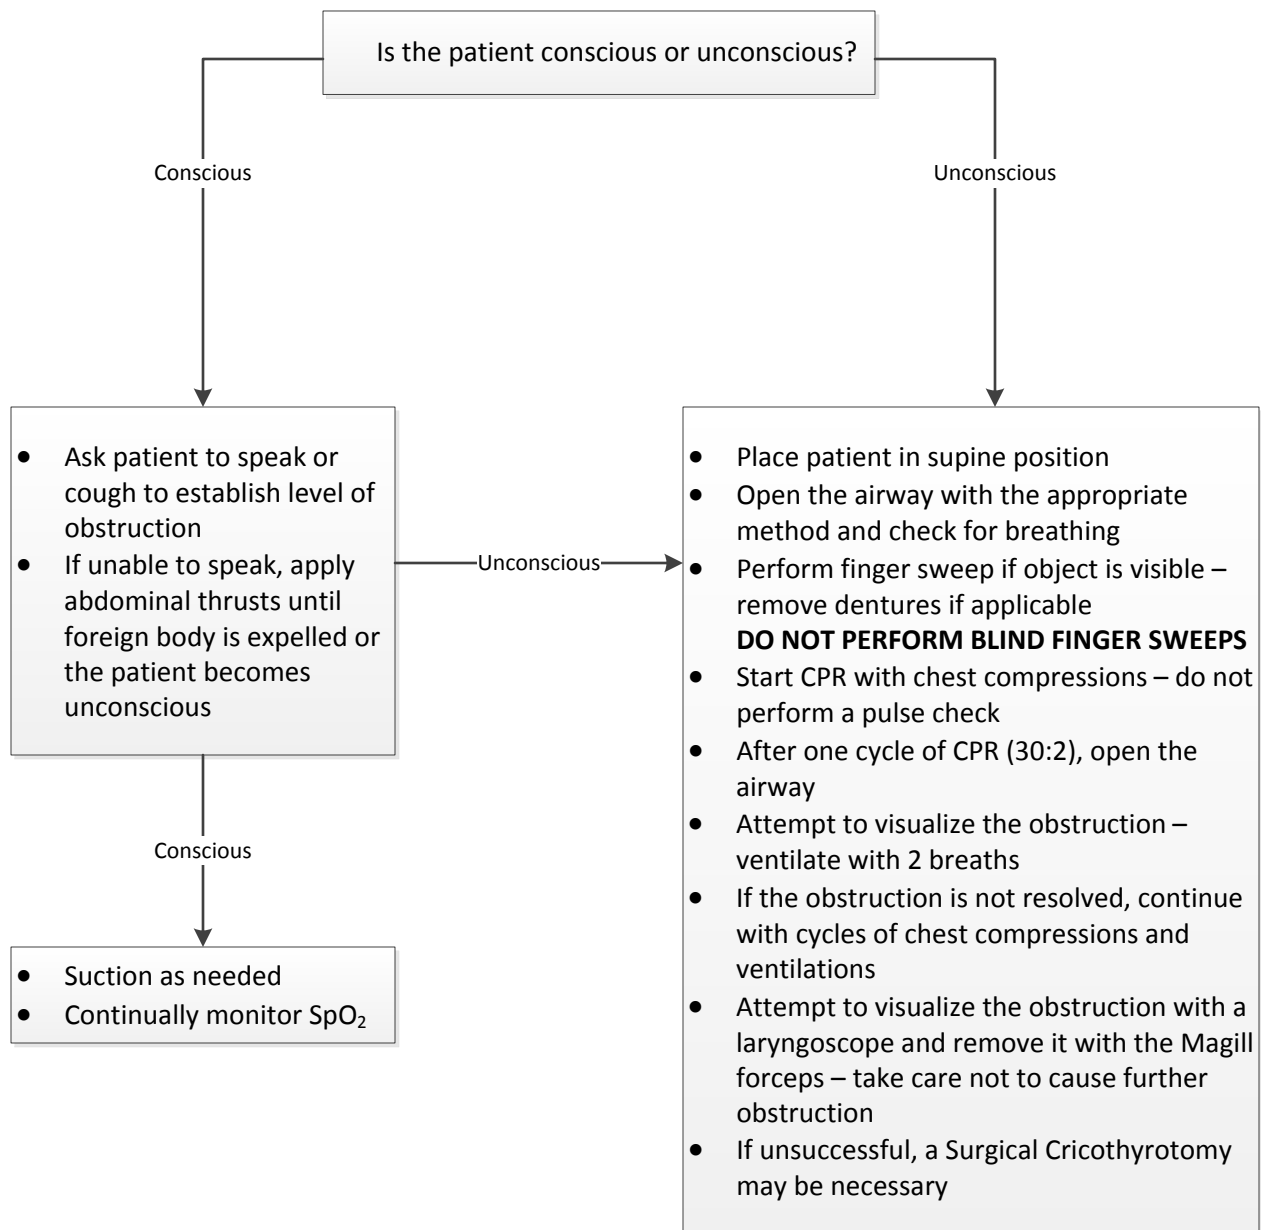 Is the patient conscious or unconscious?
Conscious
Unconscious
• Ask patient to speak or
cough to establish level of
obstruction
• If unable to speak, apply
abdominal thrusts until
foreign body is expelled or
the patient becomes
unconscious
Unconscious
• Place patient in supine position
• Open the airway with the appropriate
method and check for breathing
• Perform finger sweep if object is visible –
remove dentures if applicable
DO NOT PERFORM BLIND FINGER SWEEPS
• Start CPR with chest compressions – do not
perform a pulse check
• After one cycle of CPR (30:2), open the
airway
• Attempt to visualize the obstruction –
ventilate with 2 breaths
• If the obstruction is not resolved, continue
with cycles of chest compressions and
ventilations
• Attempt to visualize the obstruction with a
laryngoscope and remove it with the Magill
forceps – take care not to cause further
obstruction
• If unsuccessful, a Surgical Cricothyrotomy
may be necessary
Conscious
• Suction as needed
• Continually monitor SpO₂